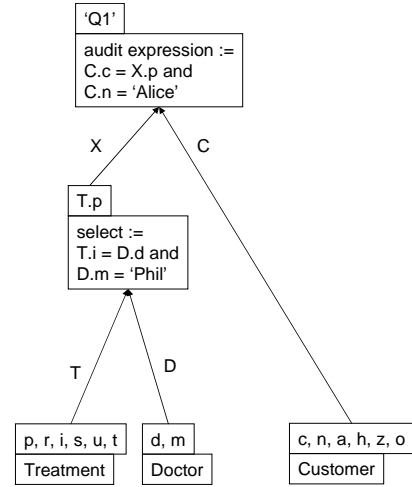 ‘Q1’
audit expression :=
C.c = X.p and
C.n = ‘Alice’
X
C
T.p
select :=
T.i = D.d and
D.m = ‘Phil’
T
D
p, r, i, s, u, t
d, m
c, n, a, h, z, o
Treatment
Doctor
Customer